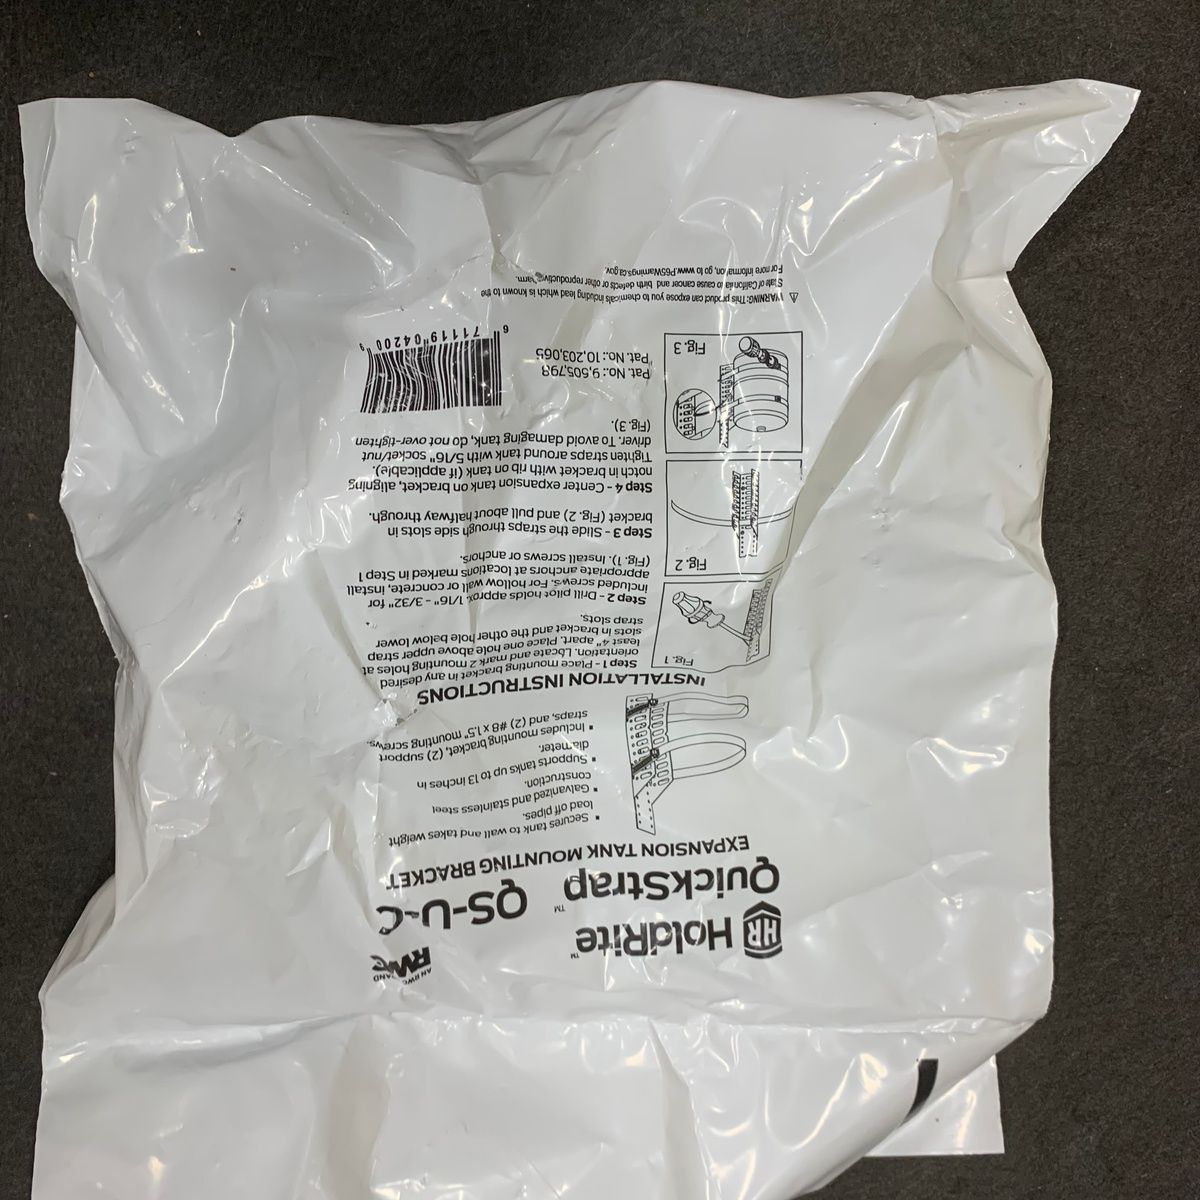 HR HoldRite™
AN RWC BRAND
RWC
QuickStrap™ QS-U-C
EXPANSION TANK MOUNTING BRACKET
▪ Secures tank to wall and takes weight
load off pipes.
▪ Galvanized and stainless steel
construction.
▪ Supports tanks up to 13 inches in
diameter.
▪ Includes mounting bracket, (2) support
straps, and (2) #8 x 1.5" mounting screws.
INSTALLATION INSTRUCTIONS
Step 1 - Place mounting bracket in any desired
orientation. Locate and mark 2 mounting holes at
least 4" apart. Place one hole above upper strap
slots in bracket and the other hole below lower
strap slots.
Step 2 - Drill pilot holds approx. 1/16" - 3/32" for
included screws. For hollow wall or concrete, install
appropriate anchors at locations marked in Step 1
(Fig. 1). Install screws or anchors.
Step 3 - Slide the straps through side slots in
bracket (Fig. 2) and pull about halfway through.
Step 4 - Center expansion tank on bracket, aligning
notch in bracket with rib on tank (if applicable).
Tighten straps around tank with 5/16" socket/nut
driver. To avoid damaging tank, do not over-tighten
(Fig. 3).
Fig. 1
Fig. 2
Fig. 3
Pat. No.: 9,505,798
Pat. No.: 10,203,065
6 71119 04200 9
⚠ WARNING: This product can expose you to chemicals including lead which is known to the
State of California to cause cancer and birth defects or other reproductive harm.
For more information, go to www.P65Warnings.ca.gov.